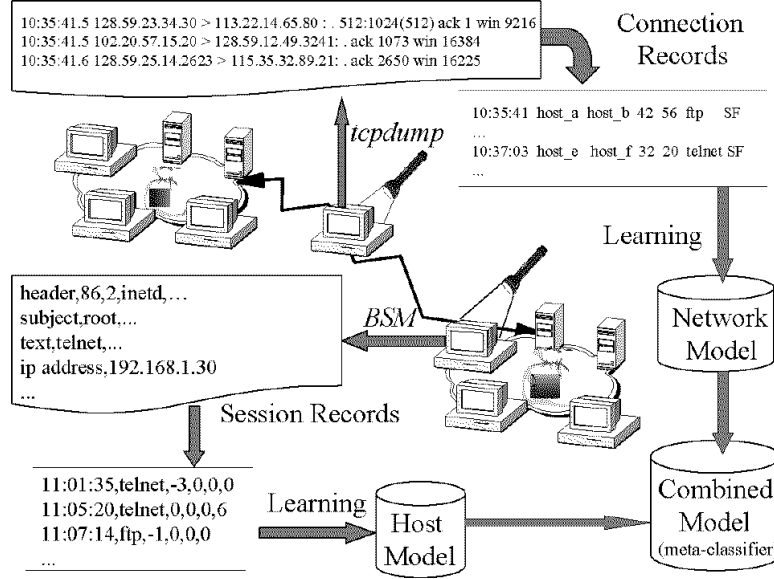 10:35:41.5 128.59.23.34.30 > 113.22.14.65.80 : . 512:1024(512) ack 1 win 9216
10:35:41.5 102.20.57.15.20 > 128.59.12.49.3241: . ack 1073 win 16384
10:35:41.6 128.59.25.14.2623 > 115.35.32.89.21: . ack 2650 win 16225
Connection
Records
10:35:41 host_a host_b 42 56 ftp SF
...
10:37:03 host_e host_f 32 20 telnet SF
...
tcpdump
Learning
header,86,2,inetd,...
subject,root,...
text,telnet,...
ip address,192.168.1.30
...
BSM
Network
Model
Session Records
11:01:35,telnet,-3,0,0,0
11:05:20,telnet,0,0,0,6
11:07:14,ftp,-1,0,0,0
...
Learning
Host
Model
Combined
Model
(meta-classifier)